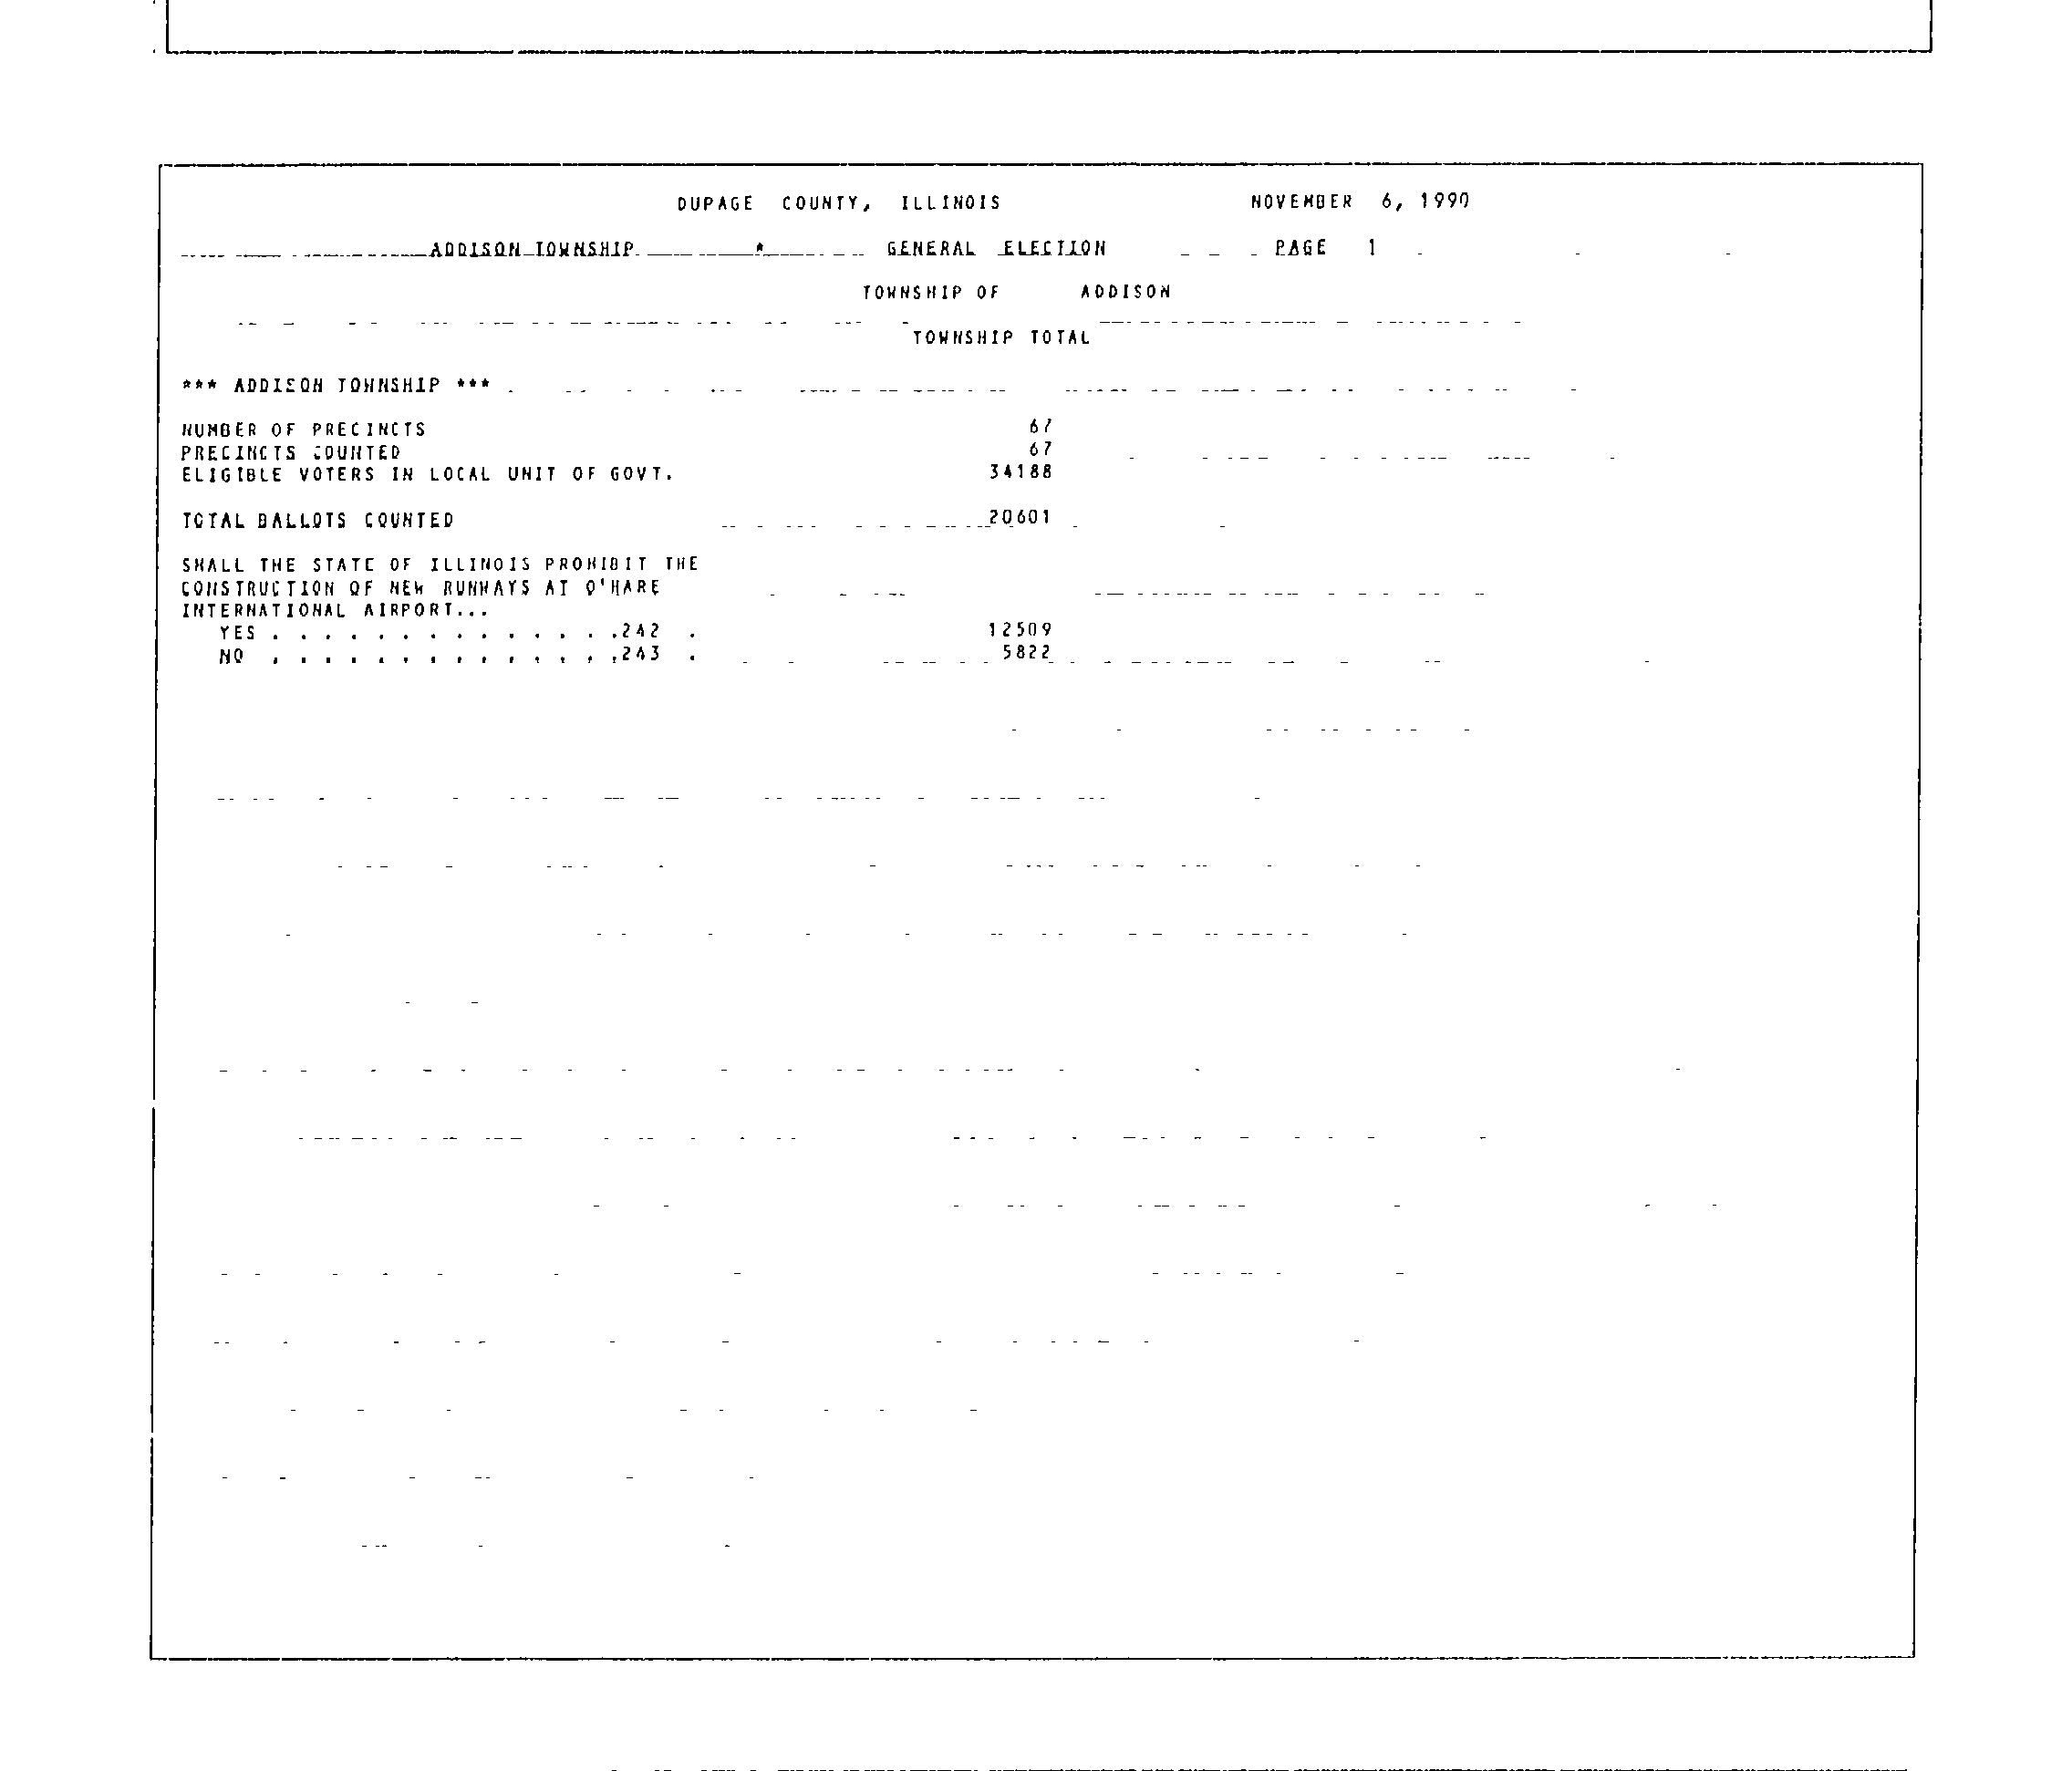 DUPAGE COUNTY, ILLINOIS NOVEMBER 6, 1990
ADDISON TOWNSHIP * GENERAL ELECTION PAGE 1
TOWNSHIP OF ADDISON
TOWNSHIP TOTAL
*** ADDISON TOWNSHIP ***
NUMBER OF PRECINCTS 67
PRECINCTS COUNTED 67
ELIGIBLE VOTERS IN LOCAL UNIT OF GOVT. 34188
TOTAL BALLOTS COUNTED 20601
SHALL THE STATE OF ILLINOIS PROHIBIT THE
CONSTRUCTION OF NEW RUNWAYS AT O'HARE
INTERNATIONAL AIRPORT...
YES . . . . . . . . . . . . . .242 . 12509
NO . . . . . . . . . . . . . .243 . 5822